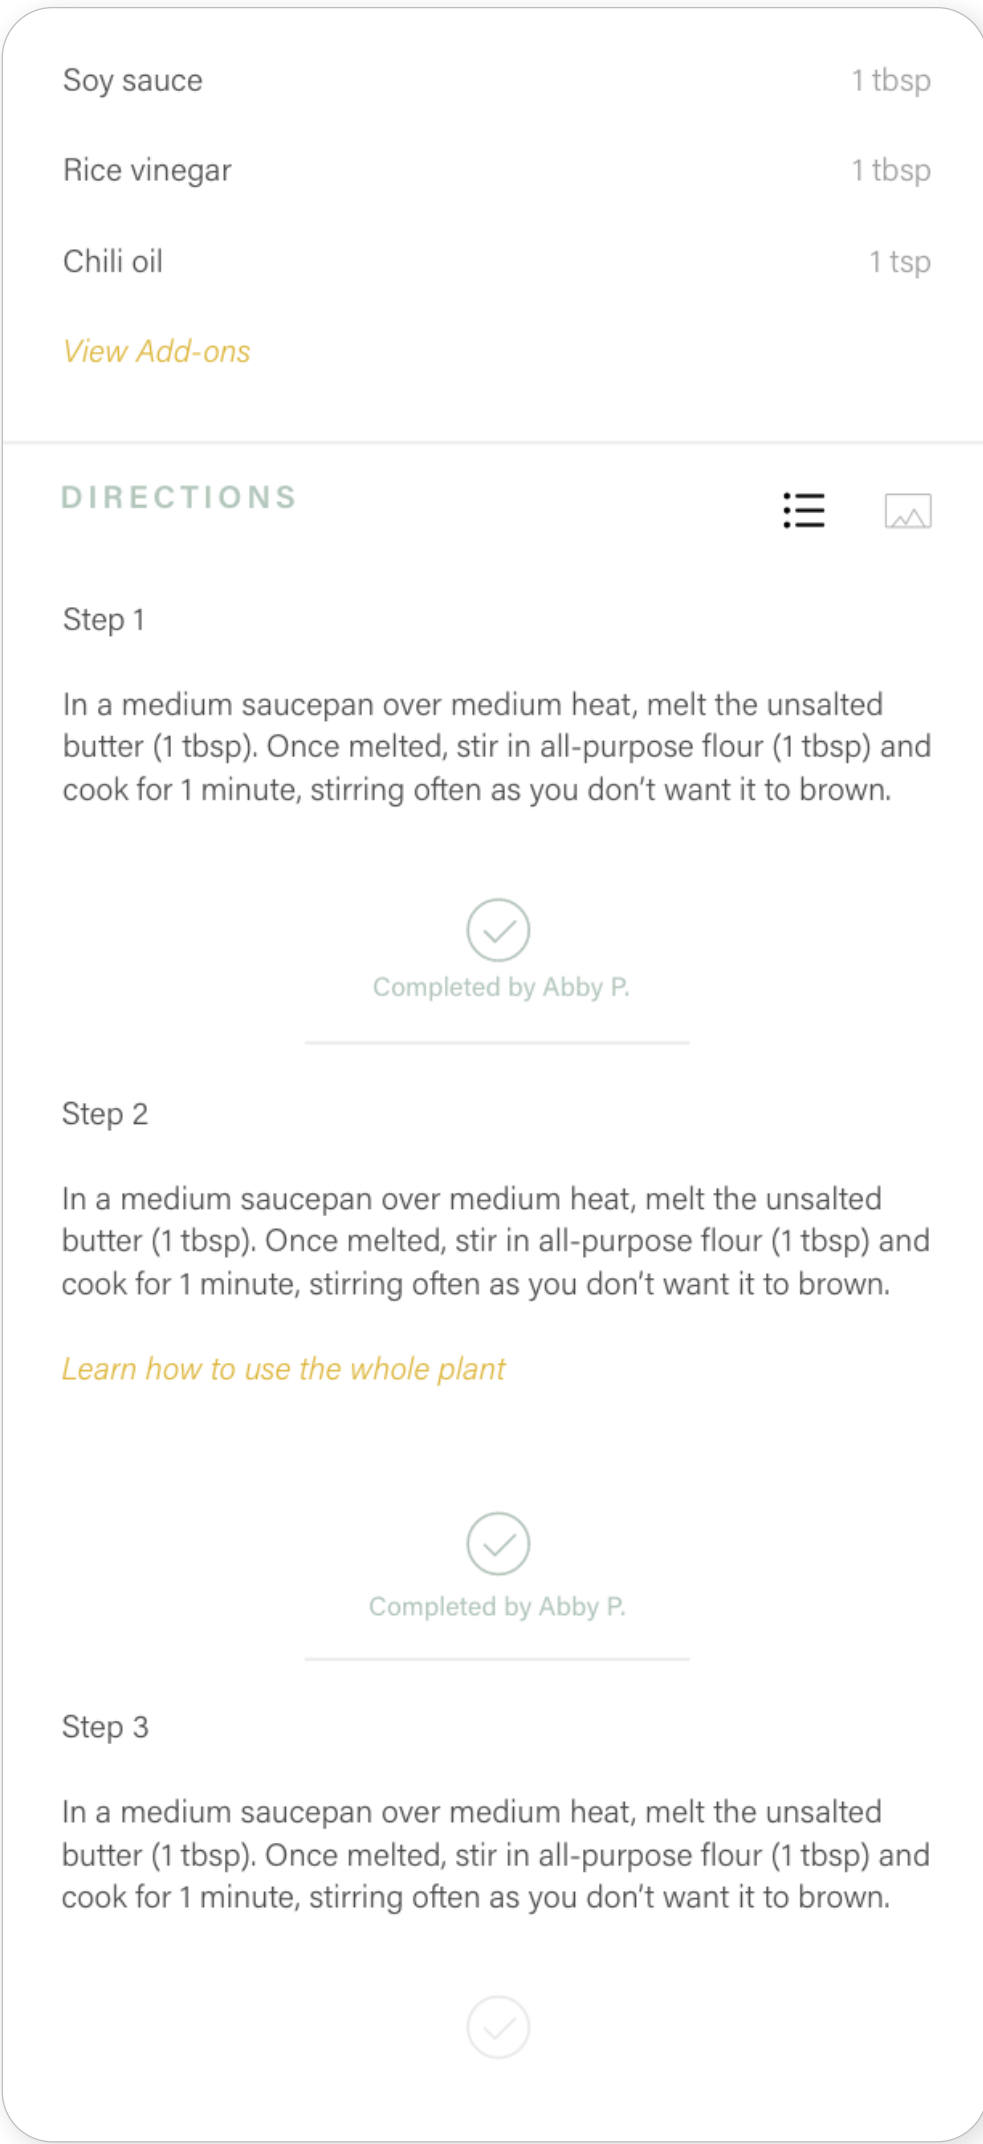 Soy sauce 1 tbsp
Rice vinegar 1 tbsp
Chili oil 1 tsp
View Add-ons
DIRECTIONS
Step 1
In a medium saucepan over medium heat, melt the unsalted
butter (1 tbsp). Once melted, stir in all-purpose flour (1 tbsp) and
cook for 1 minute, stirring often as you don’t want it to brown.
Completed by Abby P.
Step 2
In a medium saucepan over medium heat, melt the unsalted
butter (1 tbsp). Once melted, stir in all-purpose flour (1 tbsp) and
cook for 1 minute, stirring often as you don’t want it to brown.
Learn how to use the whole plant
Completed by Abby P.
Step 3
In a medium saucepan over medium heat, melt the unsalted
butter (1 tbsp). Once melted, stir in all-purpose flour (1 tbsp) and
cook for 1 minute, stirring often as you don’t want it to brown.